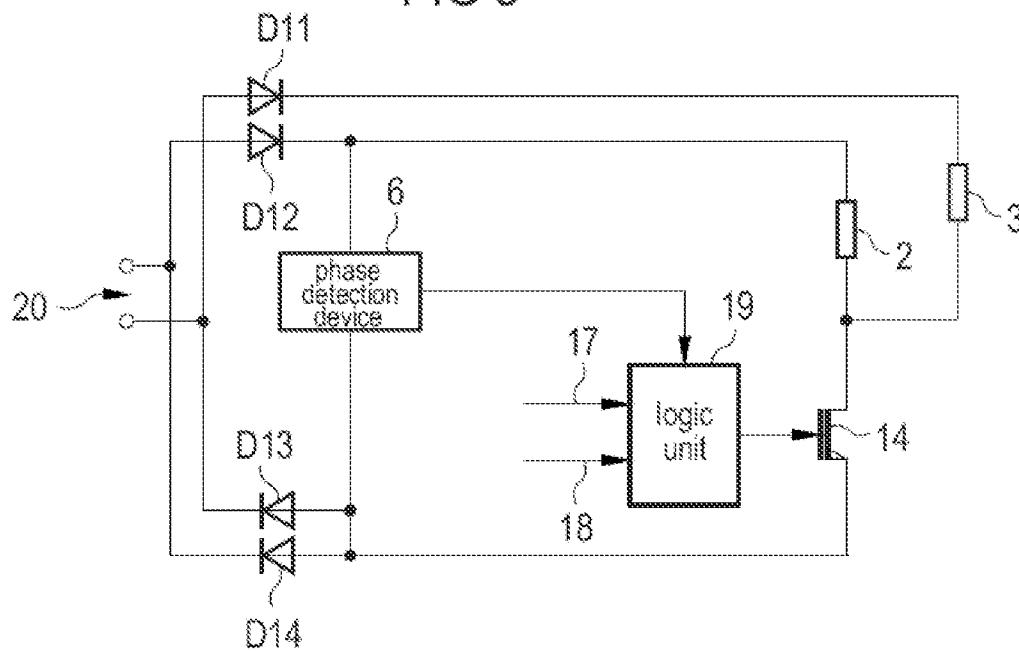 D11
D12
6
phase
detection
device
20
2
3
17
19
logic
unit
14
18
D13
D14